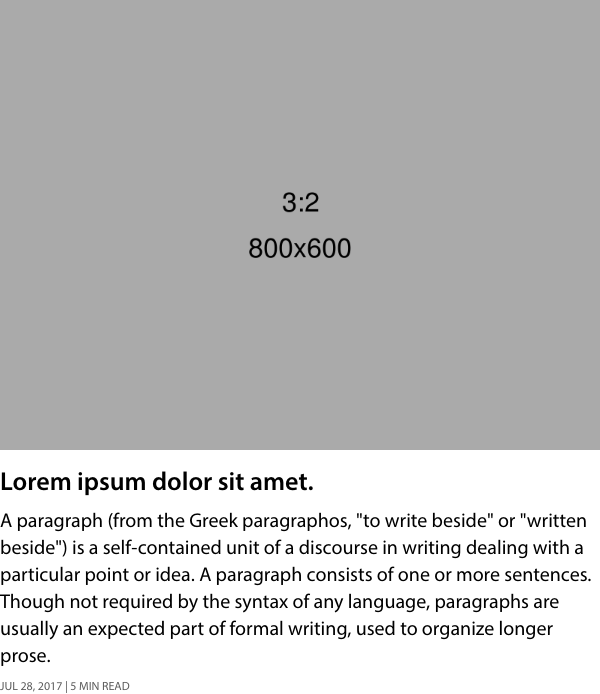 3:2
800x600
Lorem ipsum dolor sit amet.
A paragraph (from the Greek paragraphos, "to write beside" or "written
beside") is a self-contained unit of a discourse in writing dealing with a
particular point or idea. A paragraph consists of one or more sentences.
Though not required by the syntax of any language, paragraphs are
usually an expected part of formal writing, used to organize longer
prose.
JUL 28, 2017 | 5 MIN READ